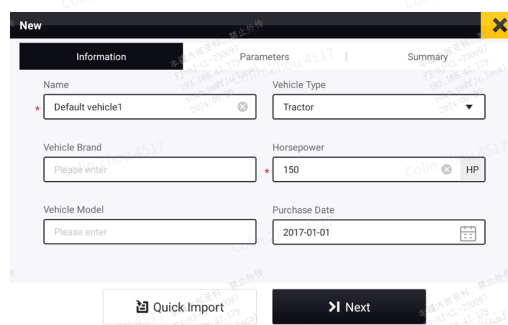 New
Information
Parameters
Summary
Name
Vehicle Type
* Default vehicle1
Tractor
Vehicle Brand
Horsepower
Please enter
* 150 HP
Vehicle Model
Purchase Date
Please enter
2017-01-01
Quick Import
Next